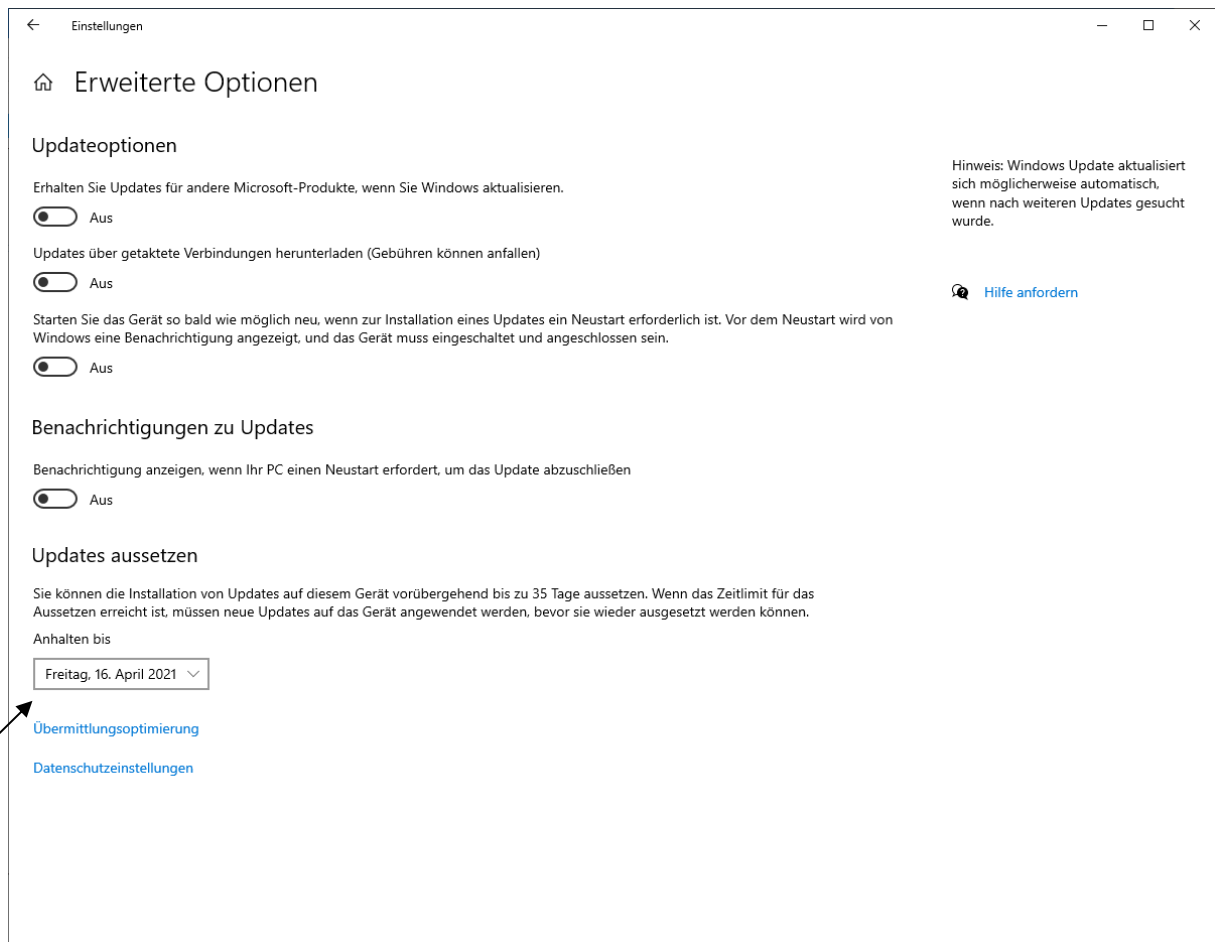 Einstellungen
Erweiterte Optionen
Updateoptionen
Erhalten Sie Updates für andere Microsoft-Produkte, wenn Sie Windows aktualisieren.
Aus
Updates über getaktete Verbindungen herunterladen (Gebühren können anfallen)
Aus
Starten Sie das Gerät so bald wie möglich neu, wenn zur Installation eines Updates ein Neustart erforderlich ist. Vor dem Neustart wird von
Windows eine Benachrichtigung angezeigt, und das Gerät muss eingeschaltet und angeschlossen sein.
Aus
Benachrichtigungen zu Updates
Benachrichtigung anzeigen, wenn Ihr PC einen Neustart erfordert, um das Update abzuschließen
Aus
Updates aussetzen
Sie können die Installation von Updates auf diesem Gerät vorübergehend bis zu 35 Tage aussetzen. Wenn das Zeitlimit für das
Aussetzen erreicht ist, müssen neue Updates auf das Gerät angewendet werden, bevor sie wieder ausgesetzt werden können.
Anhalten bis
Freitag, 16. April 2021
Übermittlungsoptimierung
Datenschutzeinstellungen
Hinweis: Windows Update aktualisiert
sich möglicherweise automatisch,
wenn nach weiteren Updates gesucht
wurde.
Hilfe anfordern